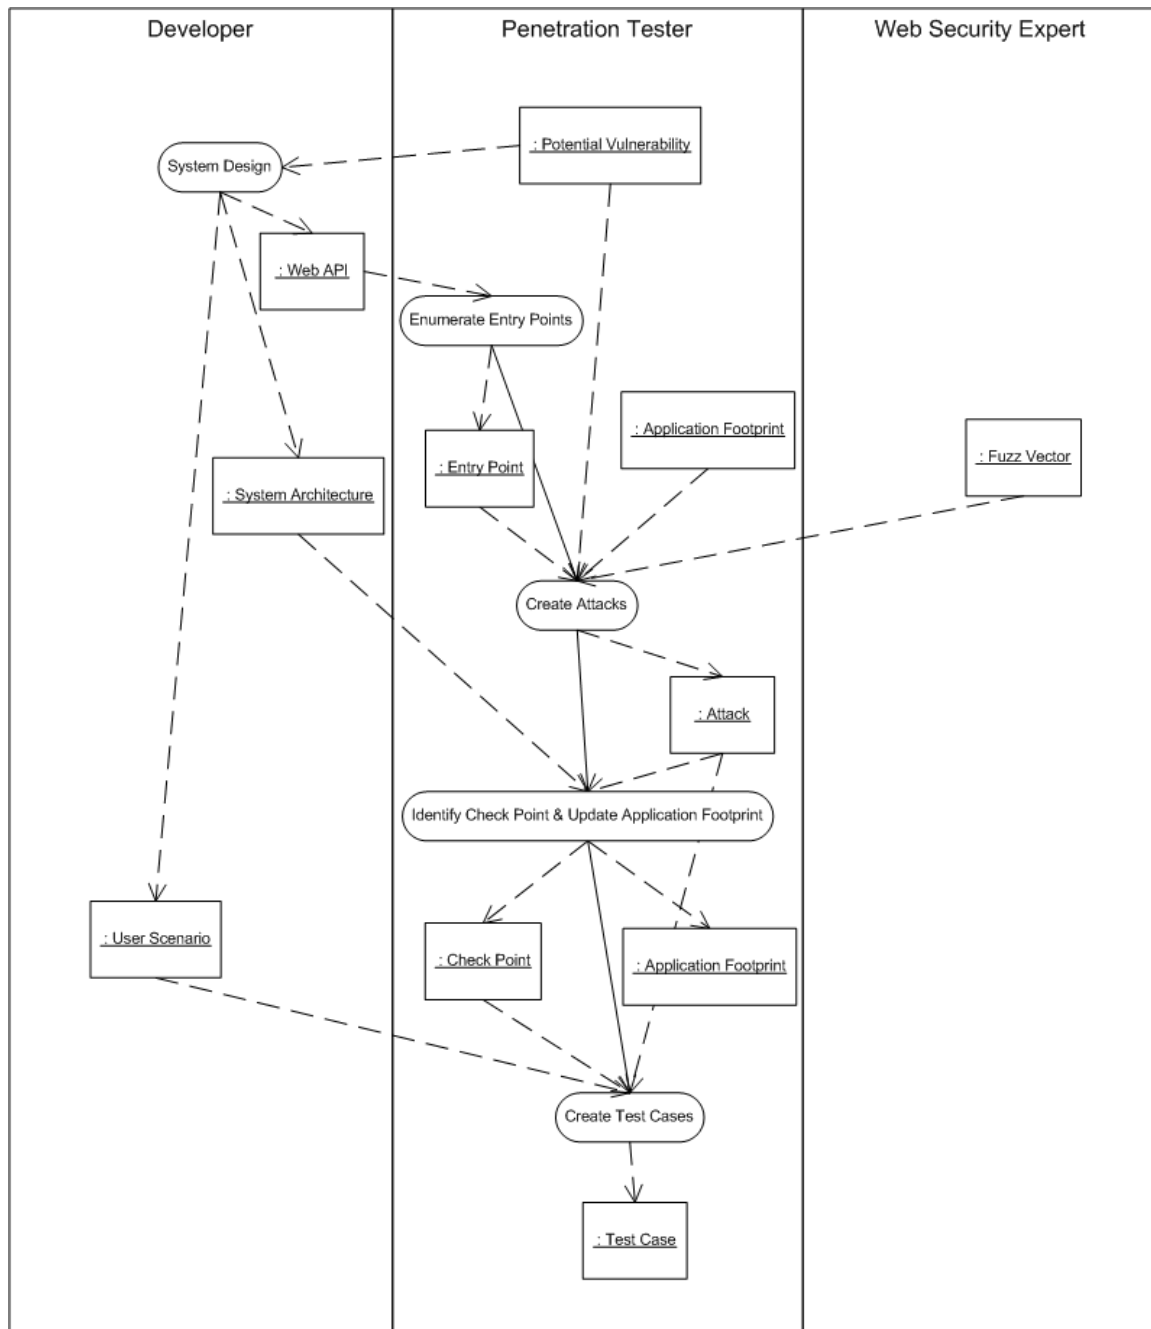 Developer
Penetration Tester
Web Security Expert
: Potential Vulnerability
System Design
: Web API
Enumerate Entry Points
: Application Footprint
: Fuzz Vector
: Entry Point
: System Architecture
Create Attacks
: Attack
Identify Check Point & Update Application Footprint
: User Scenario
: Check Point
: Application Footprint
Create Test Cases
: Test Case